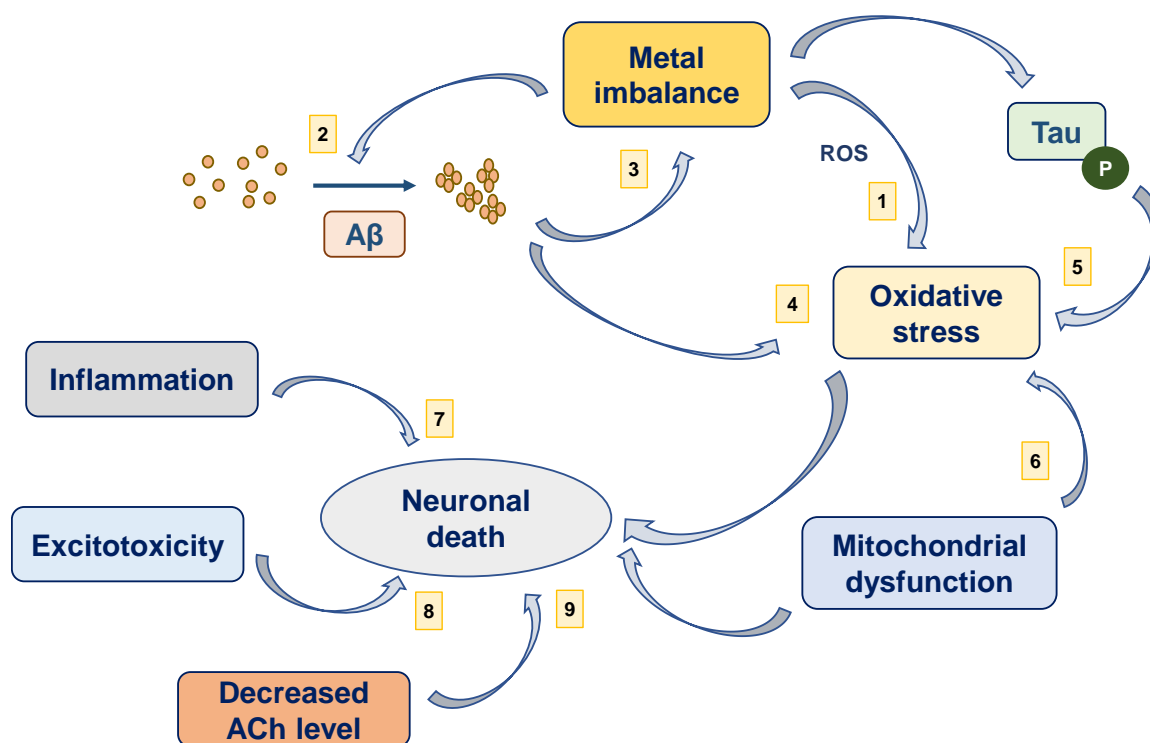 Metal
imbalance
2
Tau
P
ROS
3
1
Aβ
5
4
Oxidative
stress
Inflammation
7
6
Neuronal
death
Excitotoxicity
Mitochondrial
dysfunction
8
9
Decreased
ACh level